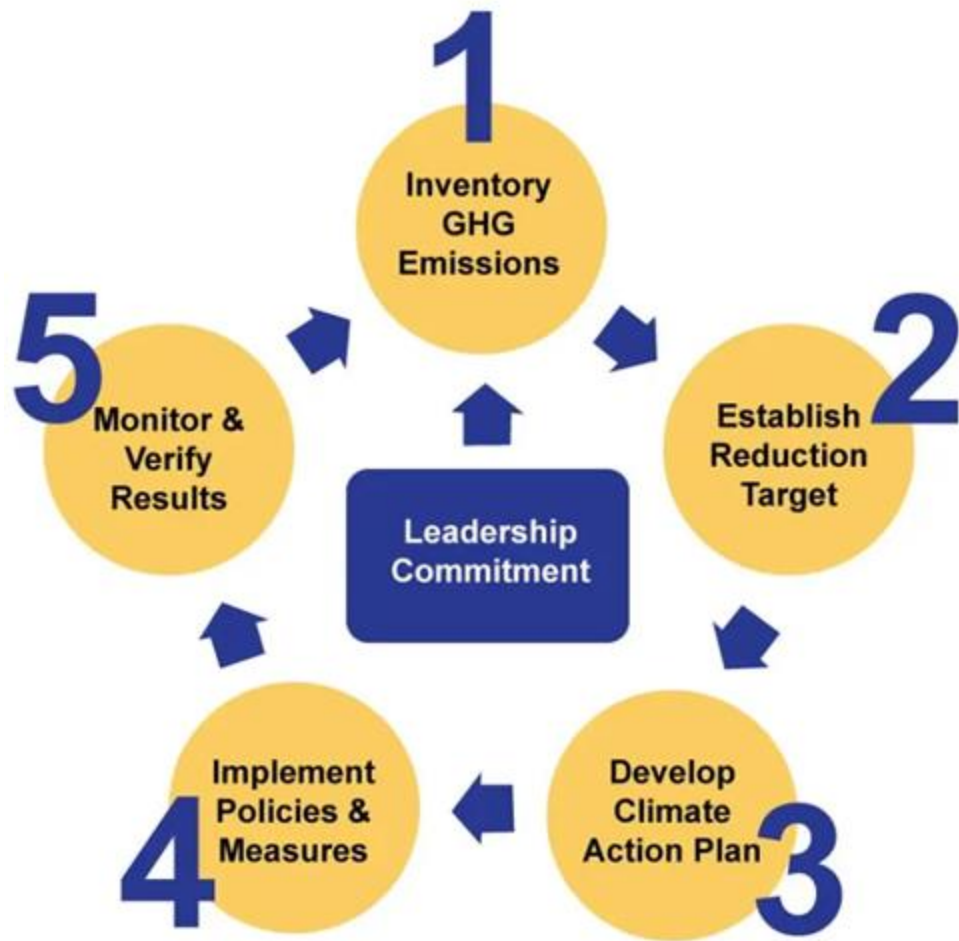 1
Inventory
GHG
Emissions
2
Establish
Reduction
Target
3
Develop
Climate
Action Plan
4
Implement
Policies &
Measures
5
Monitor &
Verify
Results
Leadership
Commitment